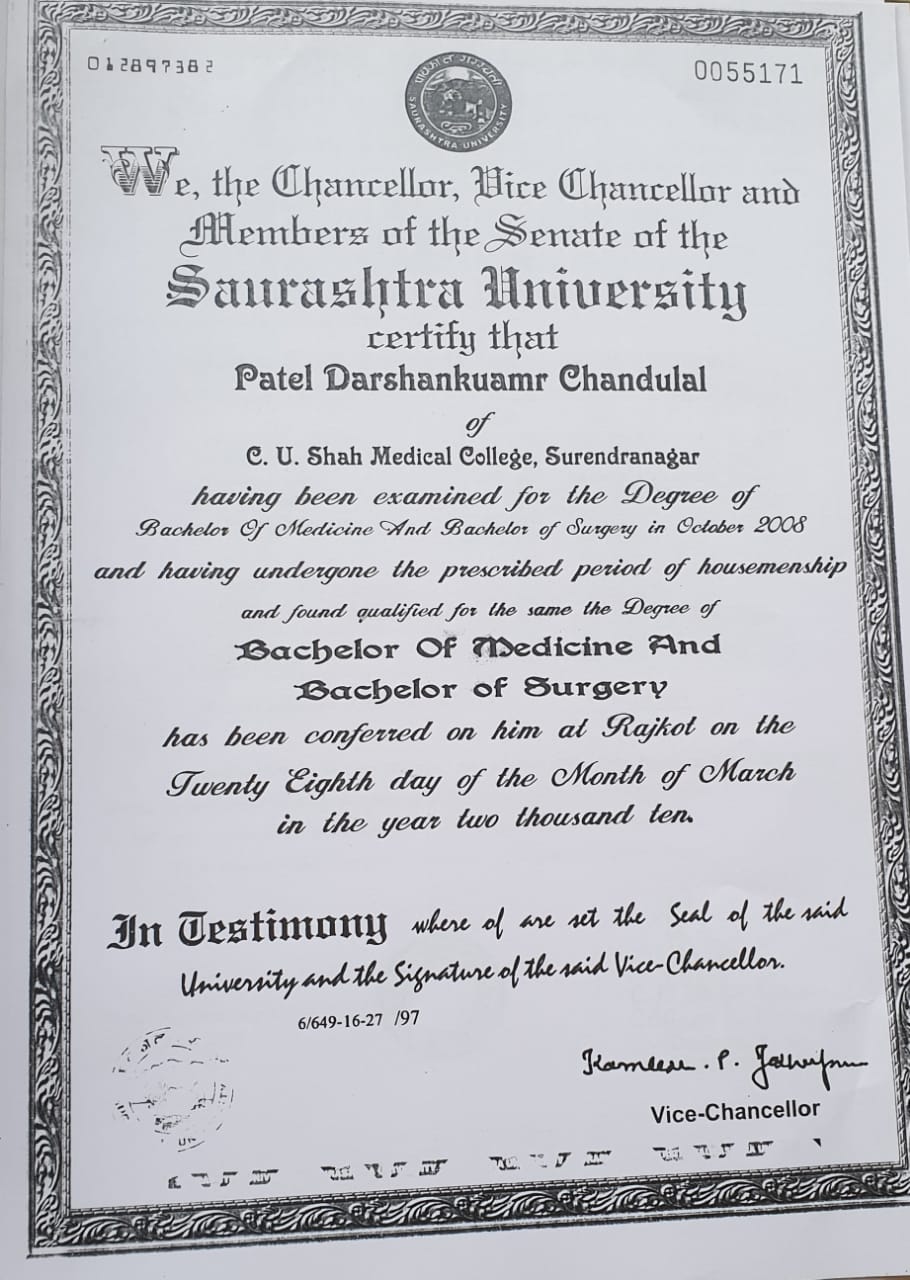 012897382
0055171
SAURASHTRA UNIVERSITY
We, the Chancellor, Vice Chancellor and
Members of the Senate of the
Saurashtra University
certify that
Patel Darshankuamr Chandulal
of
C. U. Shah Medical College, Surendranagar
having been examined for the Degree of
Bachelor Of Medicine And Bachelor of Surgery in October 2008
and having undergone the prescribed period of housemenship
and found qualified for the same the Degree of
Bachelor Of Medicine And
Bachelor of Surgery
has been conferred on him at Rajkot on the
Twenty Eighth day of the Month of March
in the year two thousand ten.
In Testimony where of are set the Seal of the said
University and the Signature of the said Vice-Chancellor.
6/649-16-27 /97
Vice-Chancellor